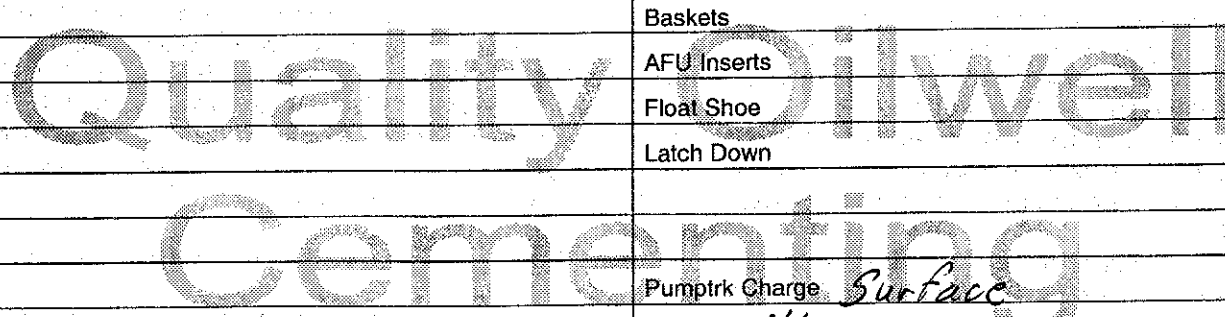 Baskets
Quality Oilwell
AFU Inserts
Float Shoe
Latch Down
Cementing
Pumptrk Charge Surface